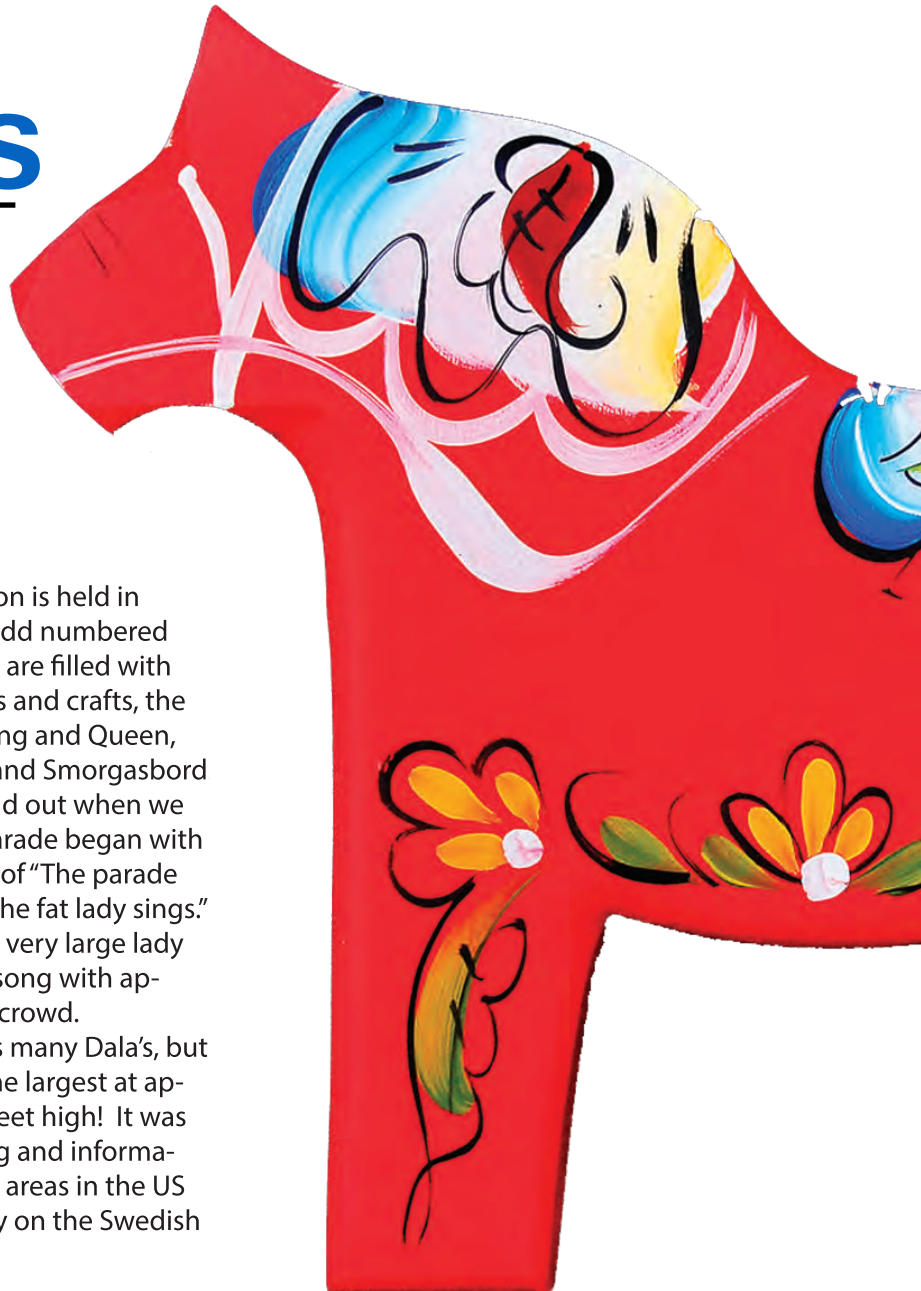 S
on is held in
dd numbered
are filled with
s and crafts, the
ng and Queen,
and Smorgasbord
d out when we
arade began with
of “The parade
he fat lady sings.”
very large lady
song with ap-
crowd.
s many Dala’s, but
he largest at ap-
eet high!  It was
g and informa-
areas in the US
y on the Swedish